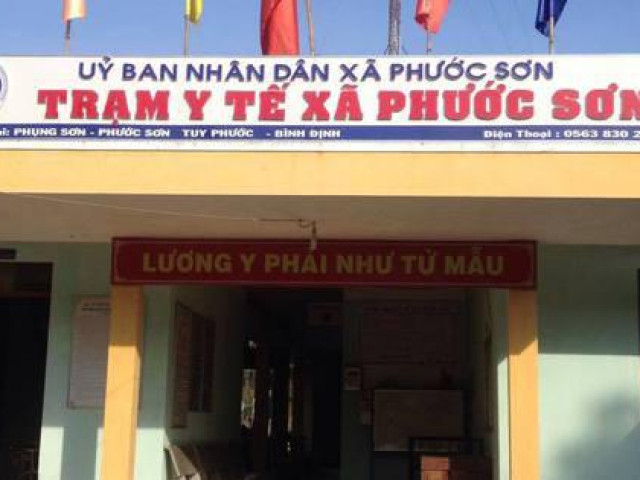 UỶ BAN NHÂN DÂN XÃ PHƯỚC SƠN
TRẠM Y TẾ XÃ PHƯỚC SƠN
PHỤNG SƠN - PHƯỚC SƠN TUY PHƯỚC - BÌNH ĐỊNH
Điện Thoại : 0563 830 2
LƯƠNG Y PHẢI NHƯ TỪ MẪU